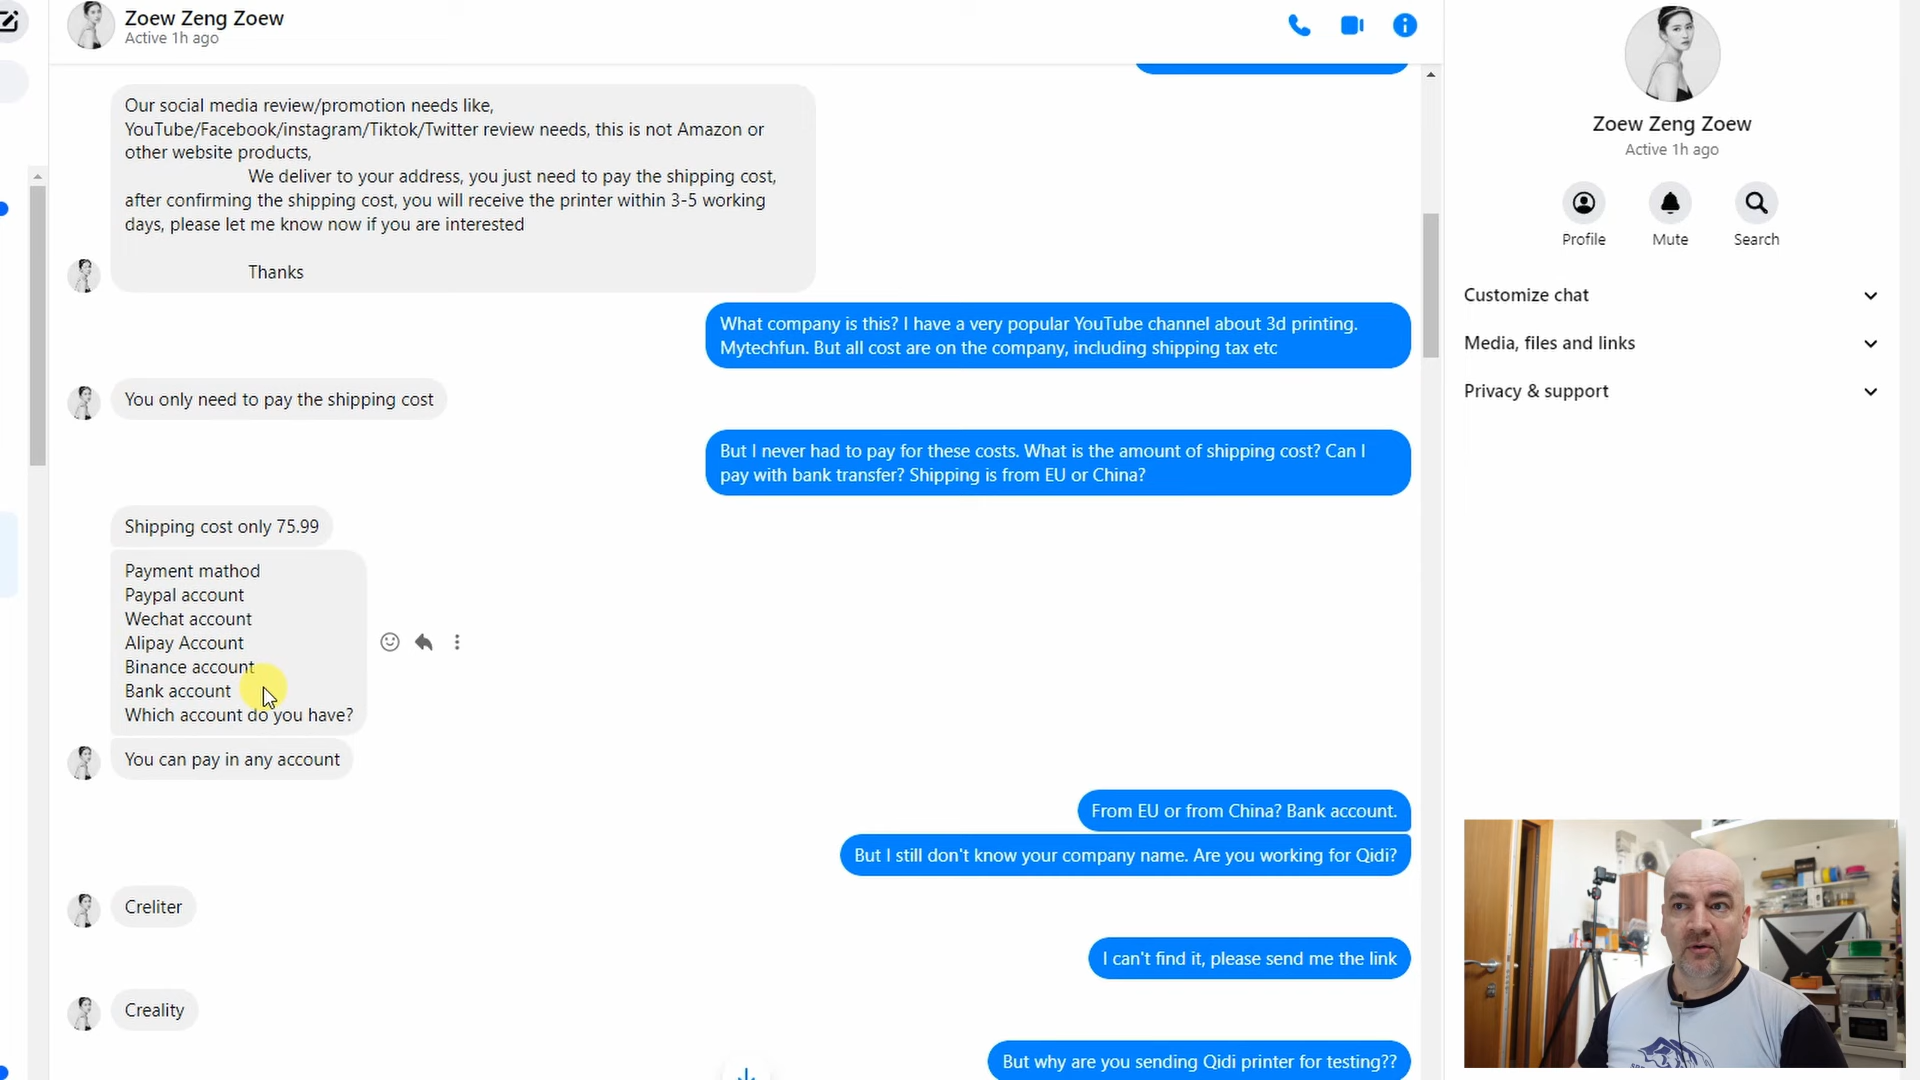 Zoew Zeng Zoew
Active 1h ago
Our social media review/promotion needs like,
YouTube/Facebook/instagram/Tiktok/Twitter review needs, this is not Amazon or
other website products,
We deliver to your address, you just need to pay the shipping cost,
after confirming the shipping cost, you will receive the printer within 3-5 working
days, please let me know now if you are interested
Thanks
What company is this? I have a very popular YouTube channel about 3d printing.
Mytechfun. But all cost are on the company, including shipping tax etc
You only need to pay the shipping cost
But I never had to pay for these costs. What is the amount of shipping cost? Can I
pay with bank transfer? Shipping is from EU or China?
Shipping cost only 75.99
Payment mathod
Paypal account
Wechat account
Alipay Account
Binance account
Bank account
Which account do you have?
You can pay in any account
From EU or from China? Bank account.
But I still don't know your company name. Are you working for Qidi?
Creliter
I can't find it, please send me the link
Creality
But why are you sending Qidi printer for testing??
Zoew Zeng Zoew
Active 1h ago
Profile
Mute
Search
Customize chat
Media, files and links
Privacy & support